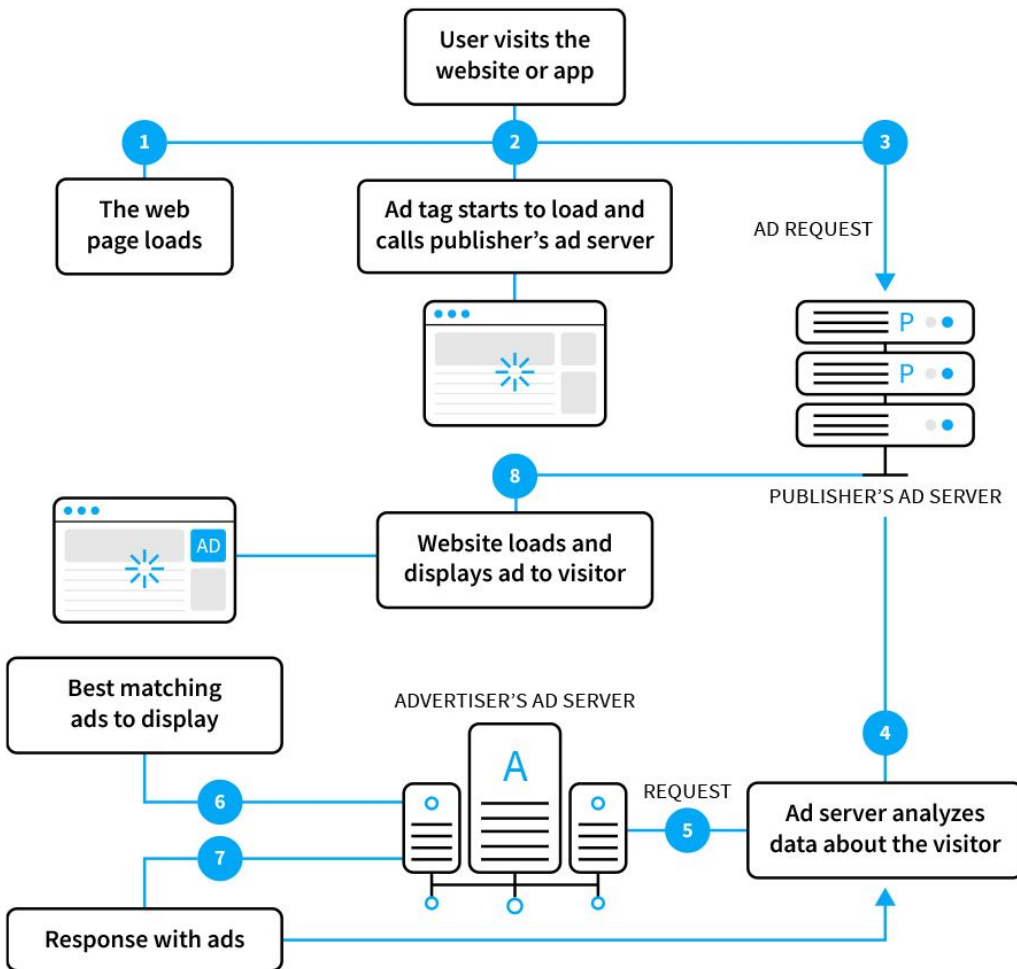 User visits the
website or app
1
2
3
The web
page loads
Ad tag starts to load and
calls publisher's ad server
AD REQUEST
P
P
PUBLISHER'S AD SERVER
8
Website loads and
displays ad to visitor
AD
Best matching
ads to display
ADVERTISER'S AD SERVER
A
4
REQUEST
5
6
7
Ad server analyzes
data about the visitor
Response with ads